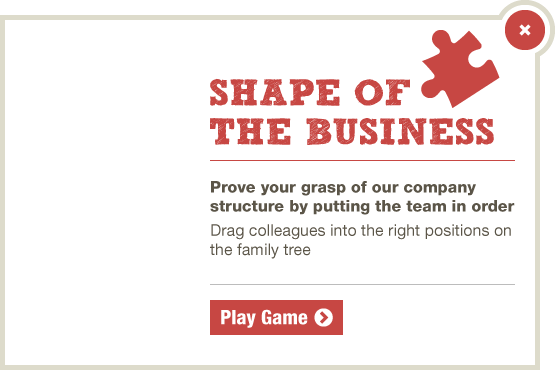 SHAPE OF
THE BUSINESS
Prove your grasp of our company
structure by putting the team in order
Drag colleagues into the right positions on
the family tree
Play Game